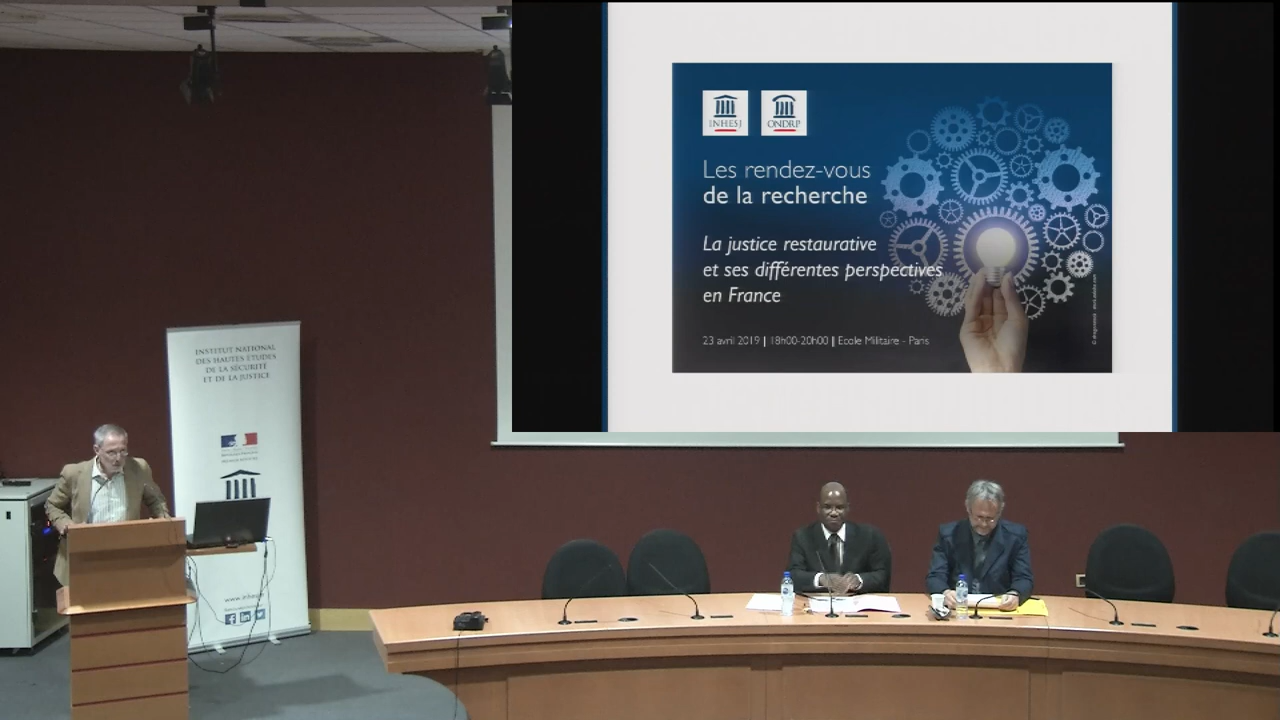 INHESJ
ONDRP
Les rendez-vous
de la recherche
La justice restaurative
et ses différentes perspectives
en France
23 avril 2019 | 18h00-20h00 | Ecole Militaire - Paris
INSTITUT NATIONAL
DES HAUTES ÉTUDES
DE LA SÉCURITÉ
ET DE LA JUSTICE